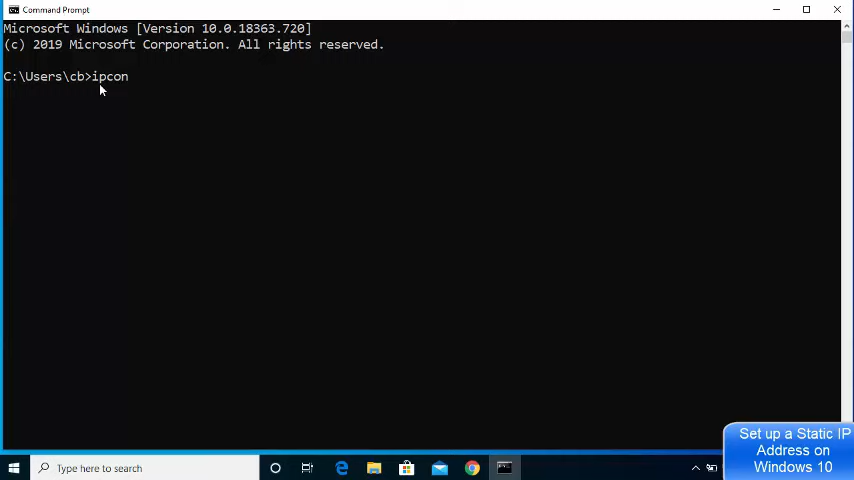 Command Prompt
Microsoft Windows [Version 10.0.18363.720]
(c) 2019 Microsoft Corporation. All rights reserved.
C:\Users\cb>ipcon
Set up a Static IP
Address on
Windows 10
Type here to search